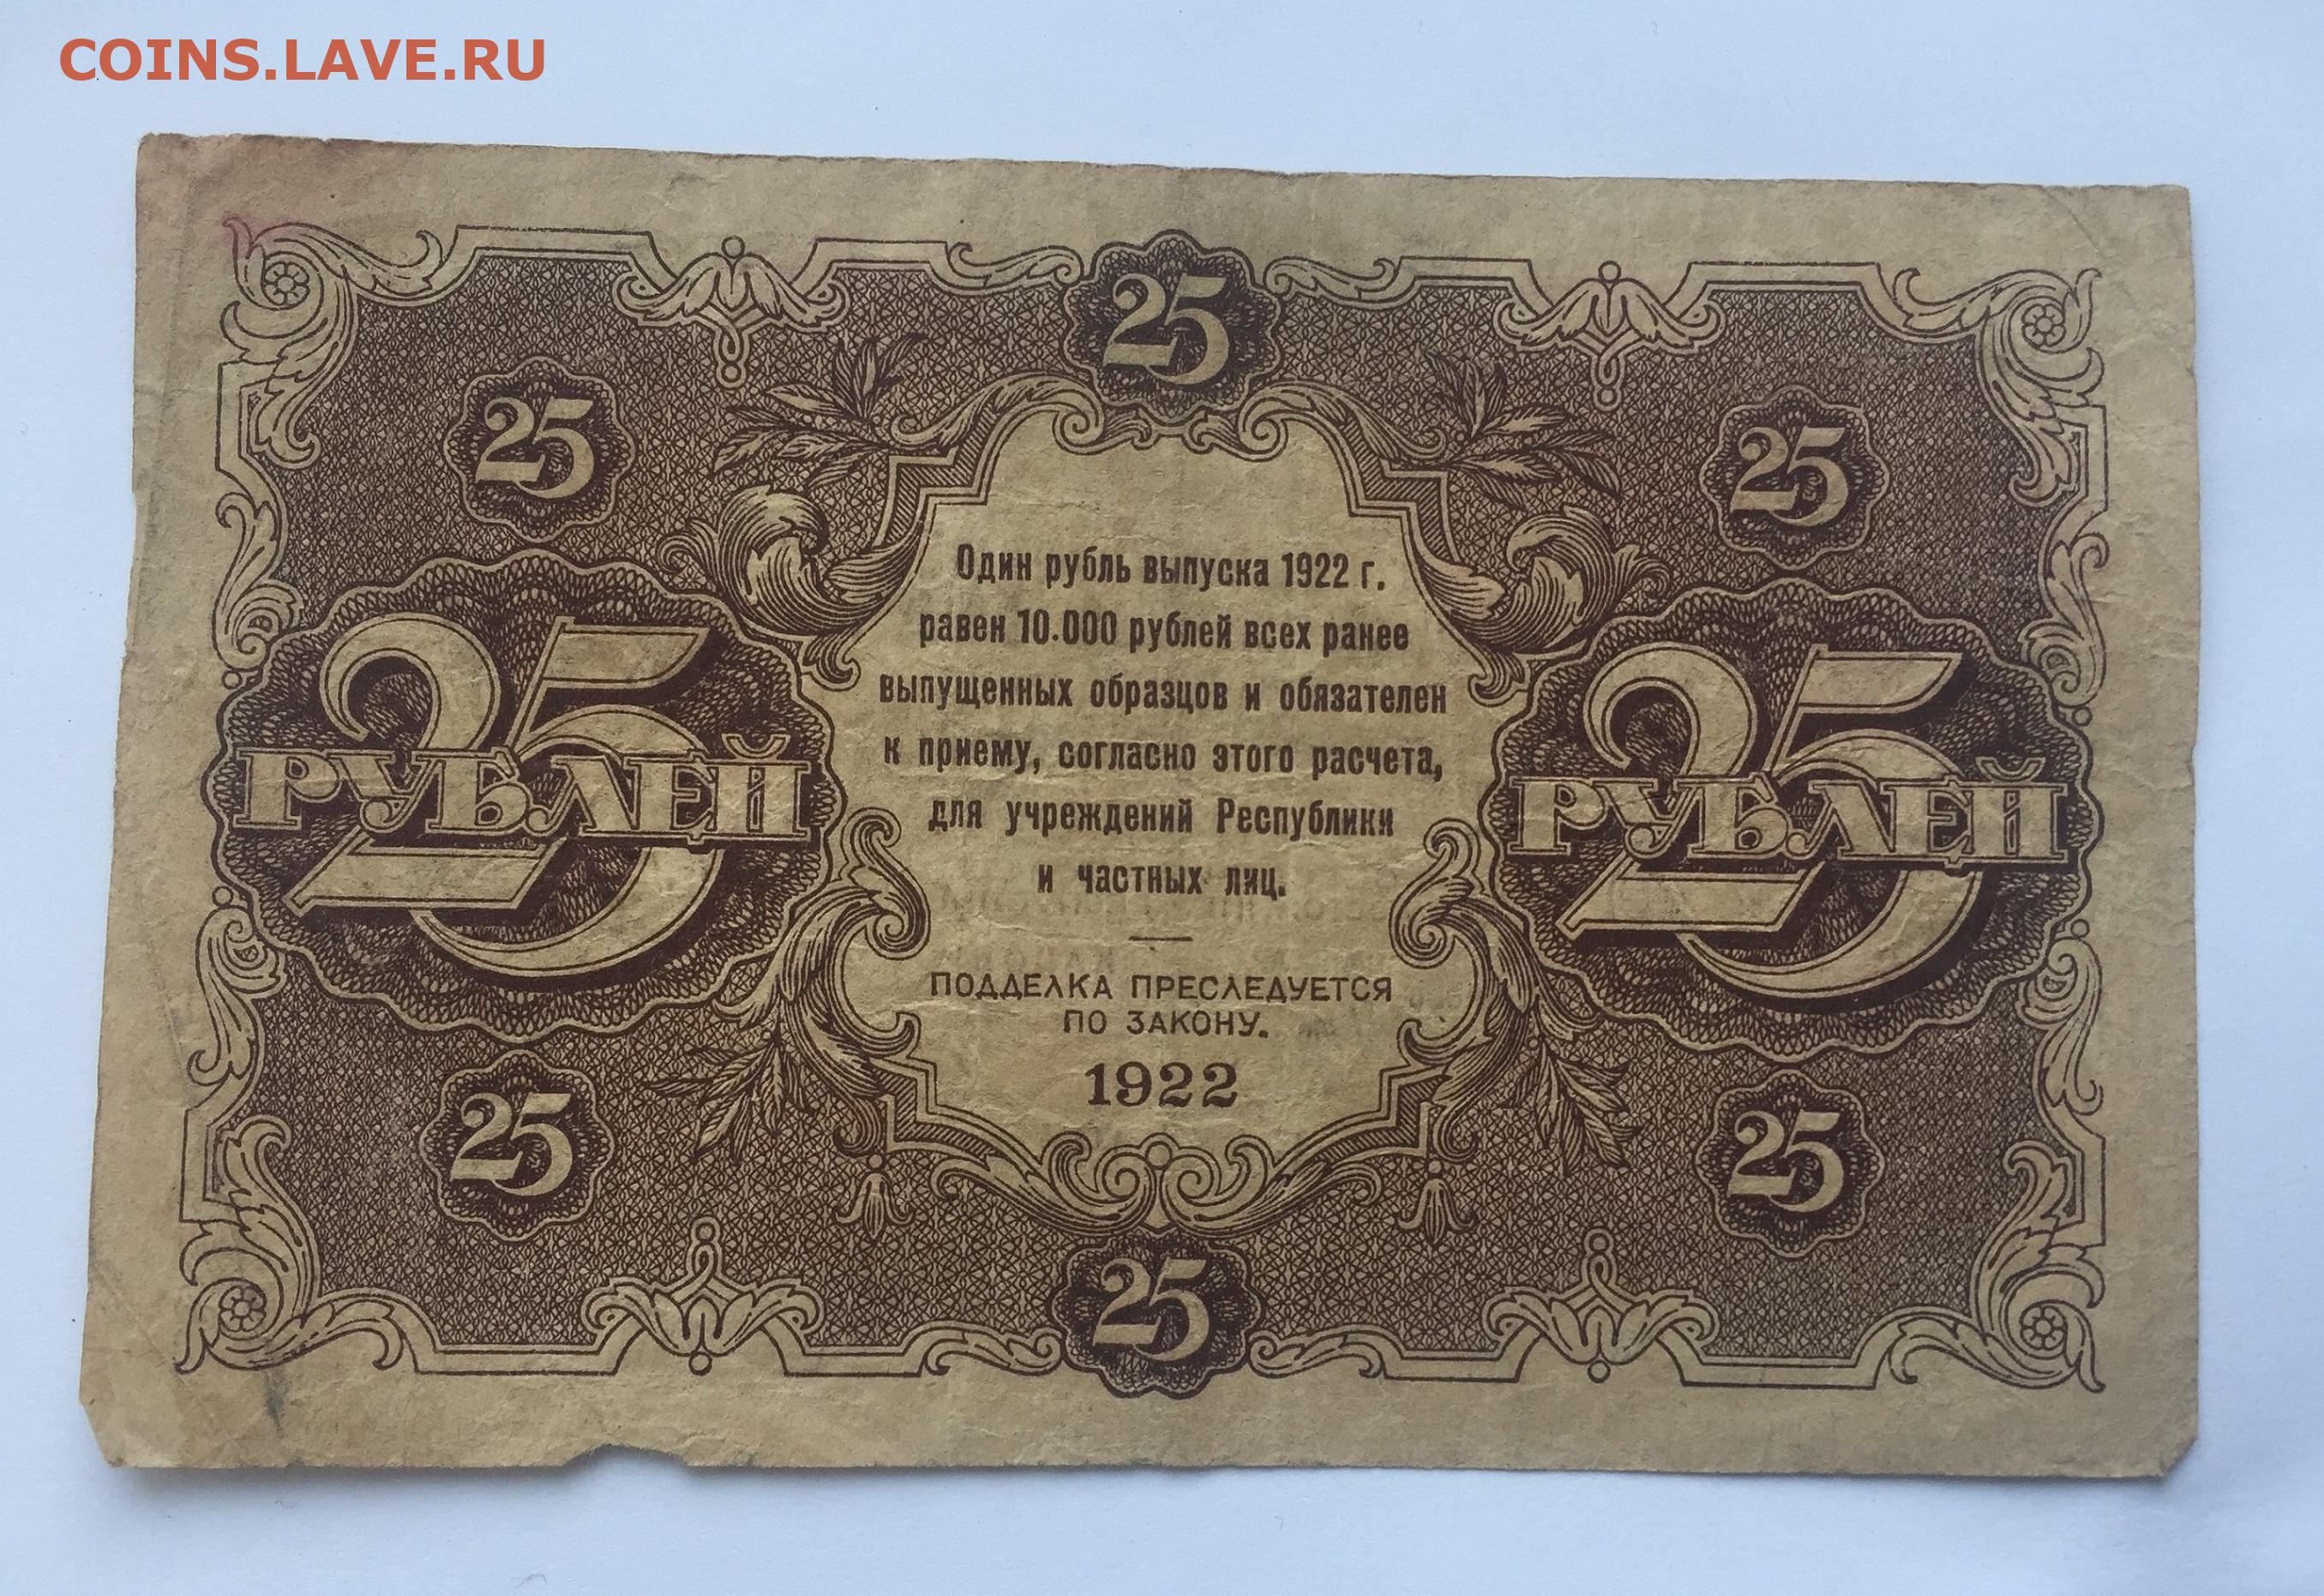 COINS.LAVE.RU
25
25
25
Один рубль выпуска 1922 г.
равен 10.000 рублей всех ранее
выпущенных образцов и обязателен
к приему, согласно этого расчета,
для учреждений Республики
и частных лиц.
25 РУБЛЕЙ
25 РУБЛЕЙ
ПОДДЕЛКА ПРЕСЛЕДУЕТСЯ
ПО ЗАКОНУ.
1922
25
25
25